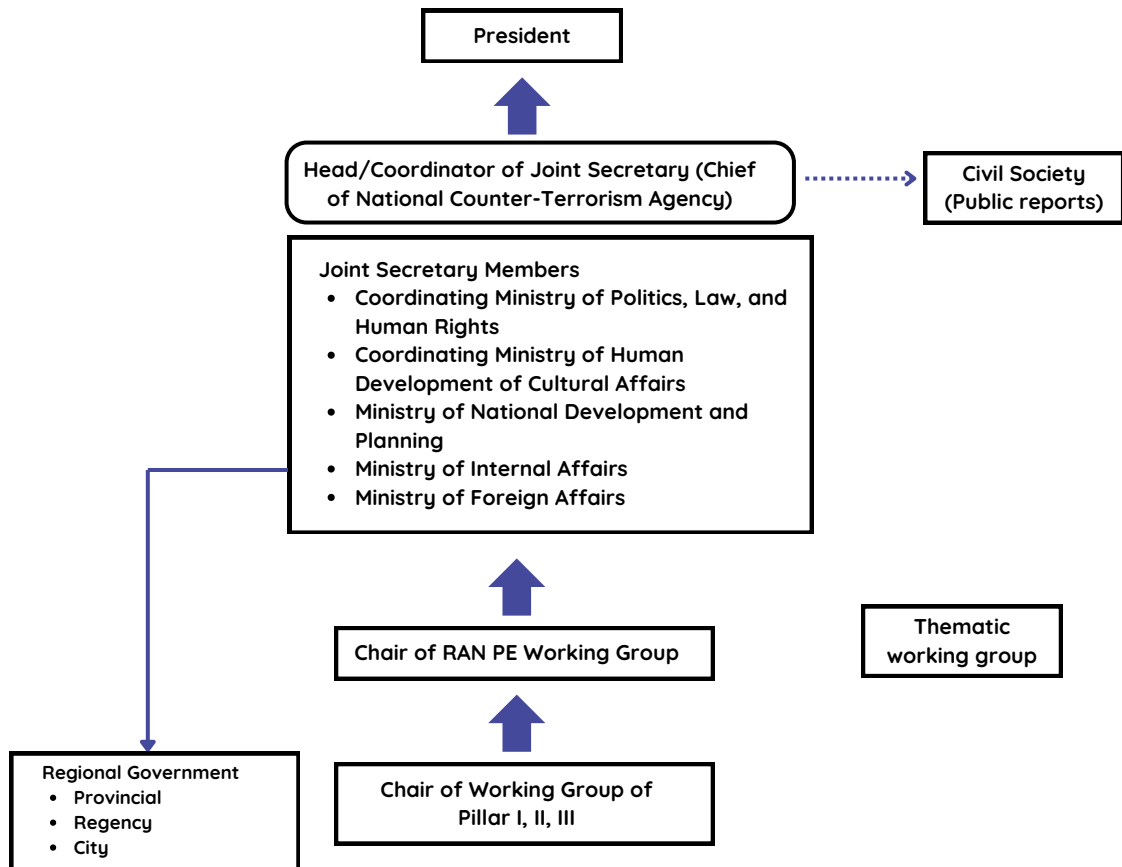 President
Head/Coordinator of Joint Secretary (Chief
of National Counter-Terrorism Agency)
Civil Society
(Public reports)
Joint Secretary Members
• Coordinating Ministry of Politics, Law, and
Human Rights
• Coordinating Ministry of Human
Development of Cultural Affairs
• Ministry of National Development and
Planning
• Ministry of Internal Affairs
• Ministry of Foreign Affairs
Chair of RAN PE Working Group
Thematic
working group
Regional Government
• Provincial
• Regency
• City
Chair of Working Group of
Pillar I, II, III